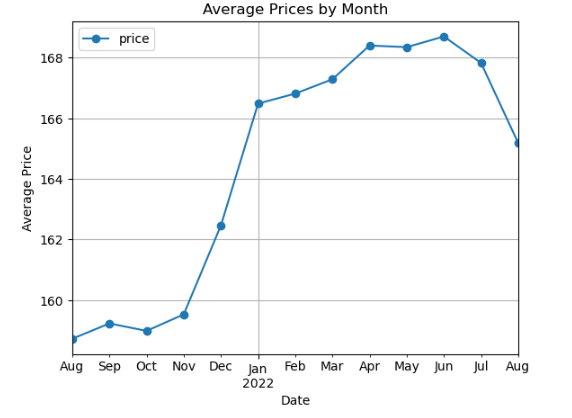 Average Prices by Month
price
168
166
164
162
160
Average Price
Aug Sep Oct Nov Dec Jan Feb Mar Apr May Jun Jul Aug
2022
Date